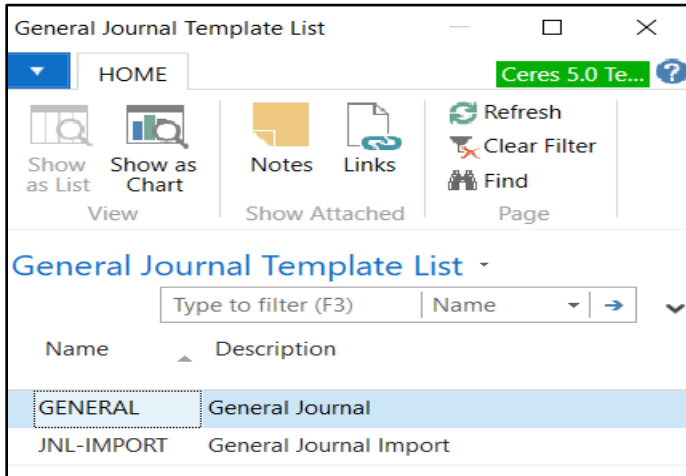 General Journal Template List
HOME
Ceres 5.0 Te...
?
Show as List
Show as Chart
Notes
Links
Refresh
Clear Filter
Find
View
Show Attached
Page
General Journal Template List
Type to filter (F3) Name
Name Description
GENERAL General Journal
JNL-IMPORT General Journal Import